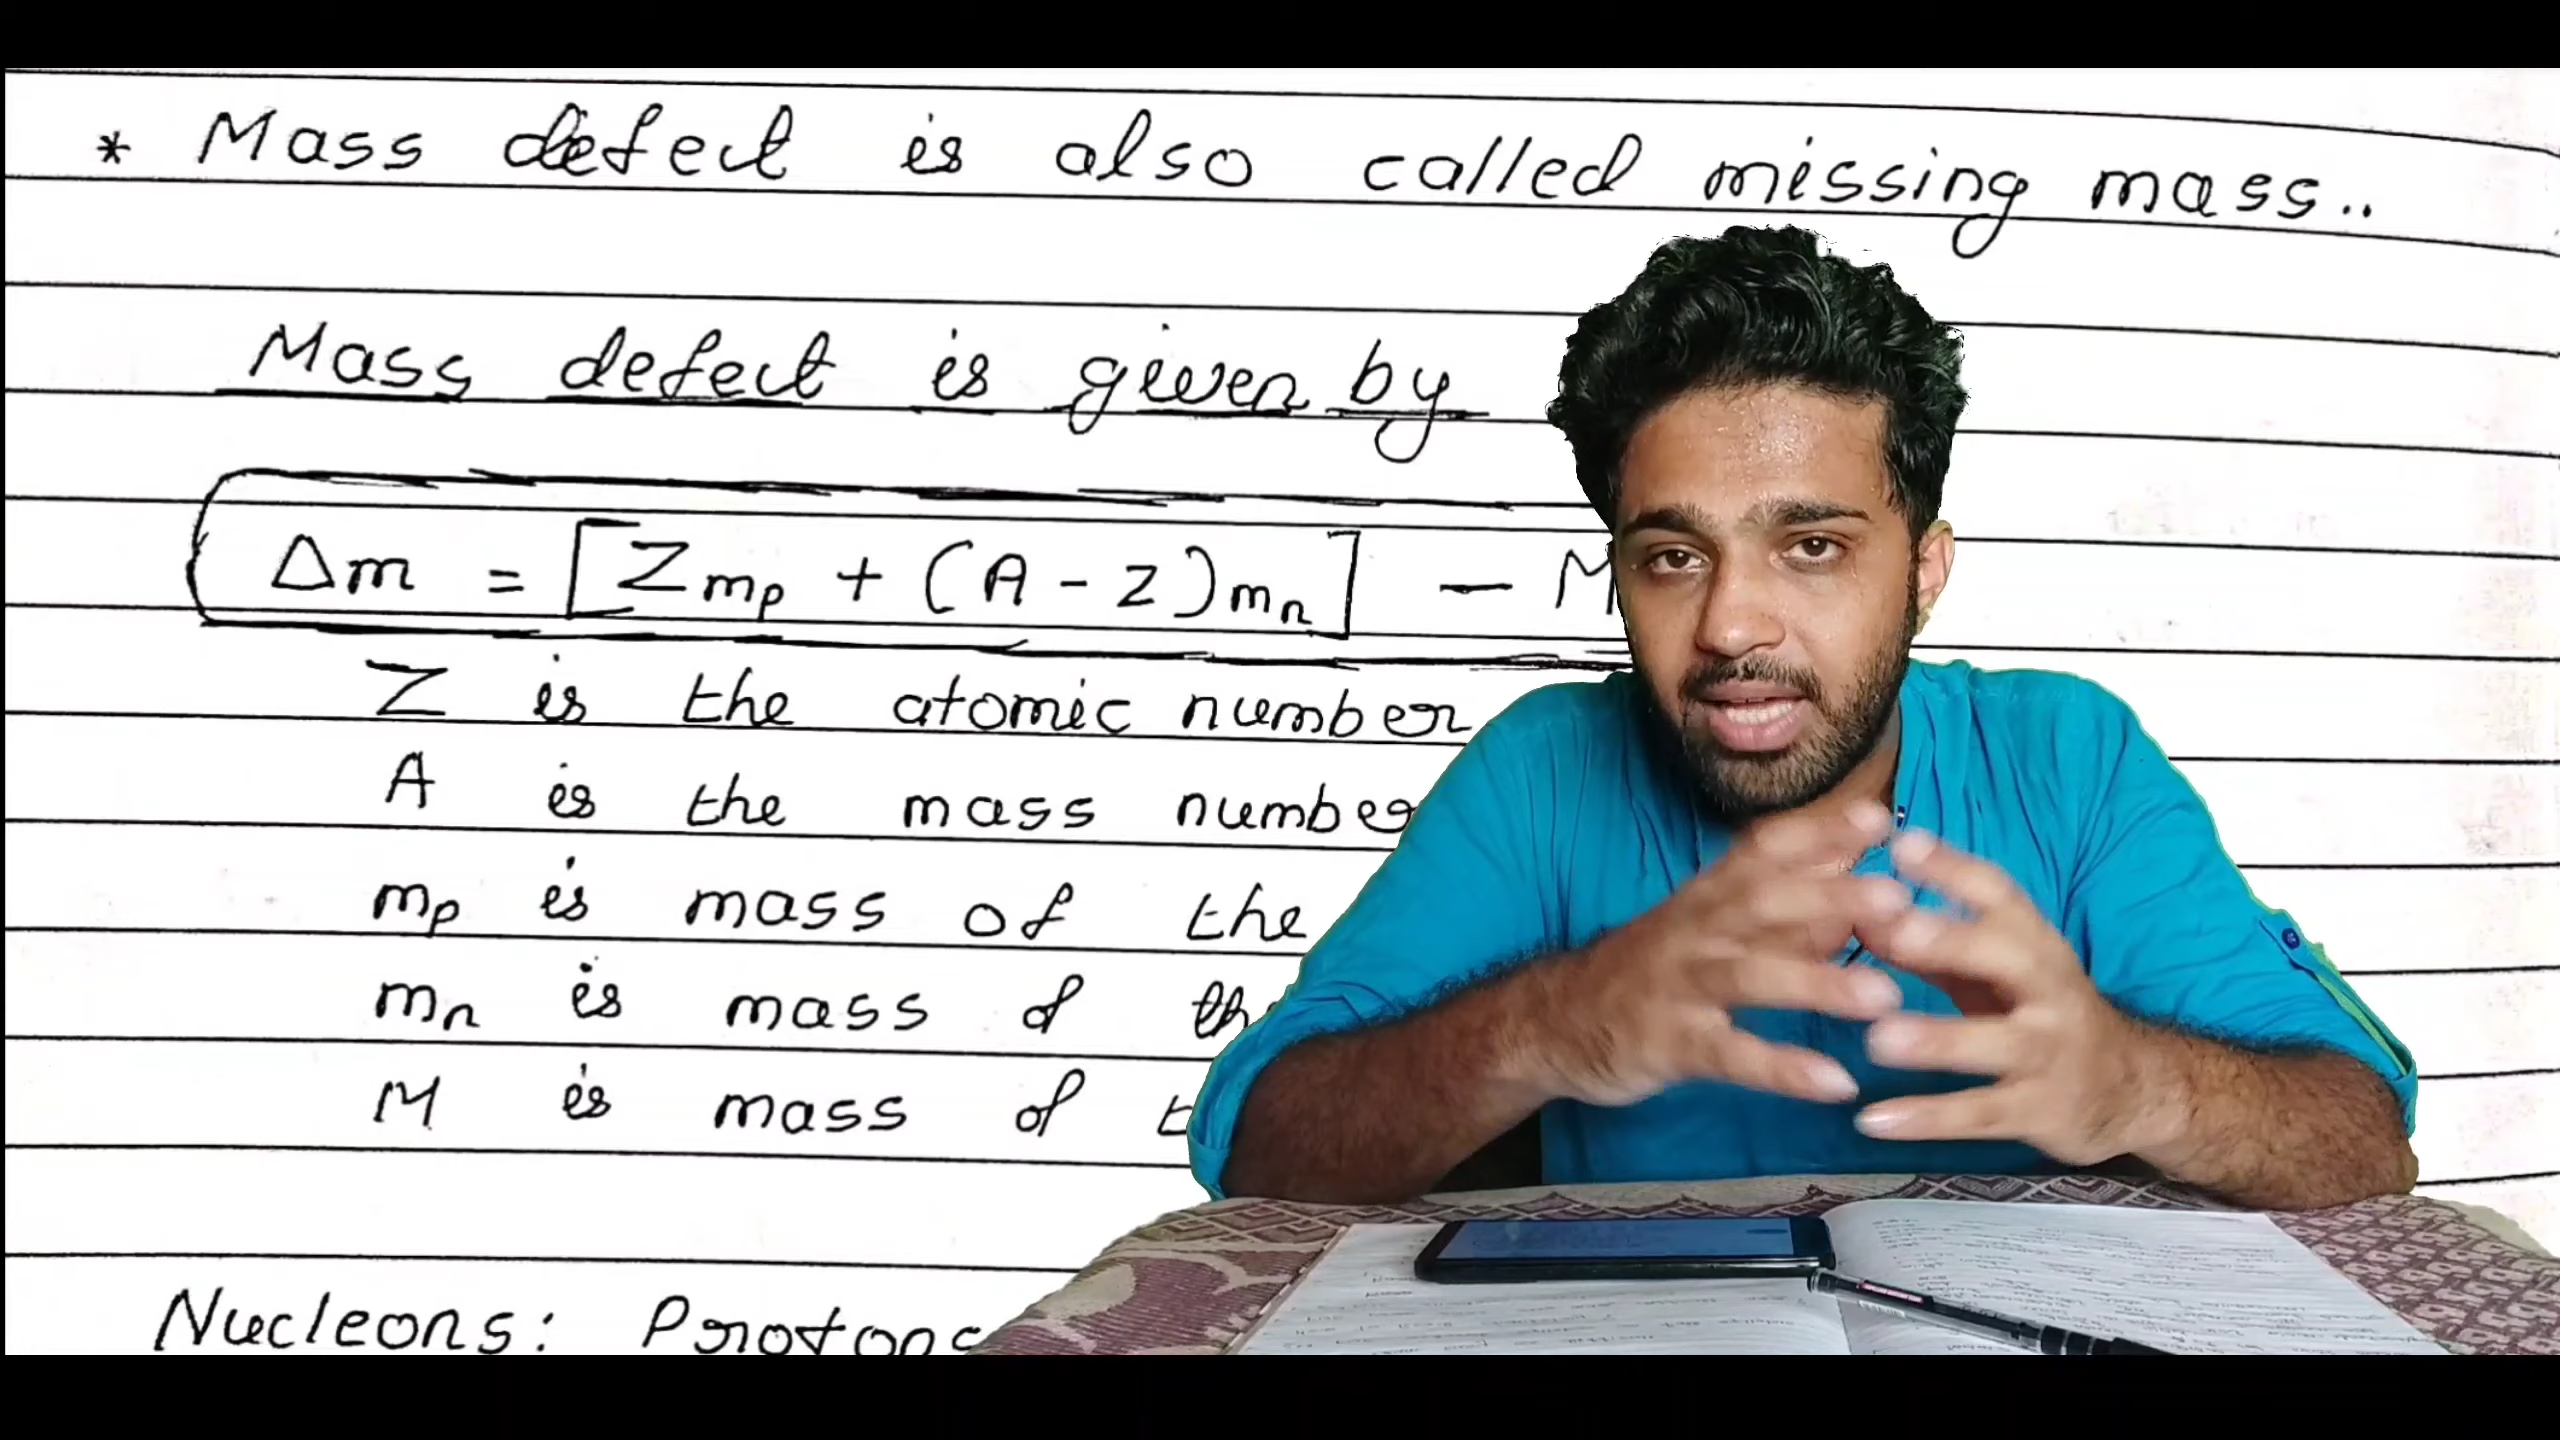 * Mass defect is also called missing mass..
Mass defect is given by
Δm = [Zmp + (A - Z)mn] - M
Z is the atomic number
A is the mass number
mp is mass of the
mn is mass of
M is mass of
Nucleons: Protons